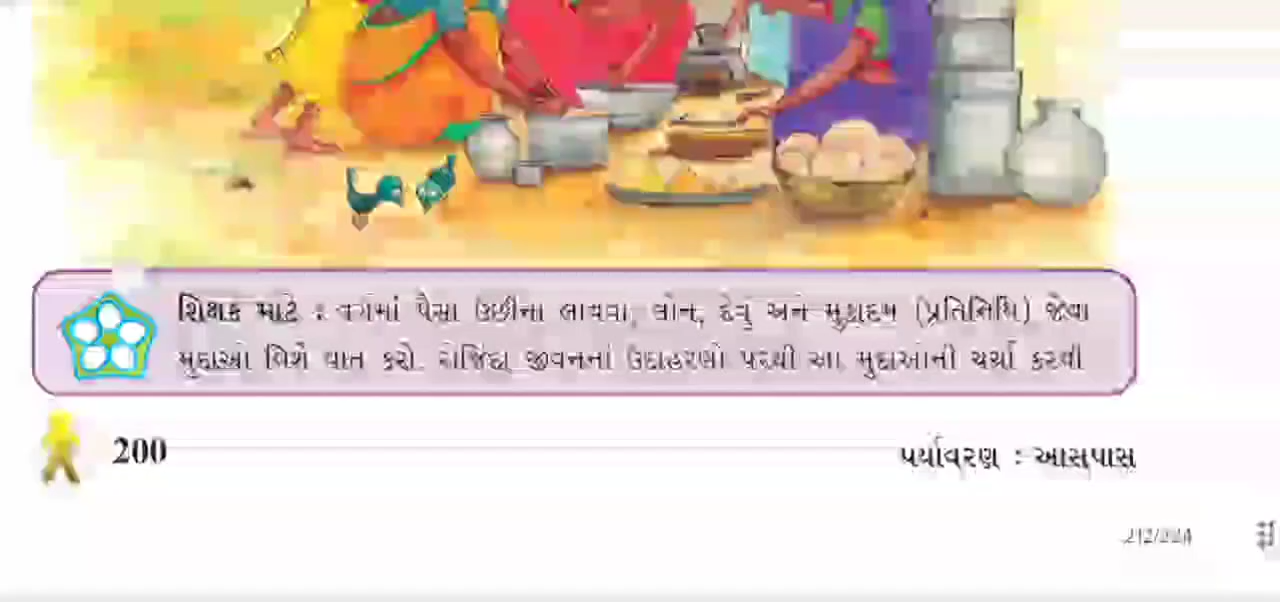 શિક્ષક માટે : વર્ગમાં પૈસા ઉછીના લાવવા, લોન, દેવું અને મુકાદમ (પ્રતિનિધિ) જેવા
મુદ્દાઓ વિશે વાત કરો. રોજિંદા જીવનનાં ઉદાહરણો પરથી આ મુદ્દાઓની ચર્ચા કરવી
200
પર્યાવરણ : આસપાસ